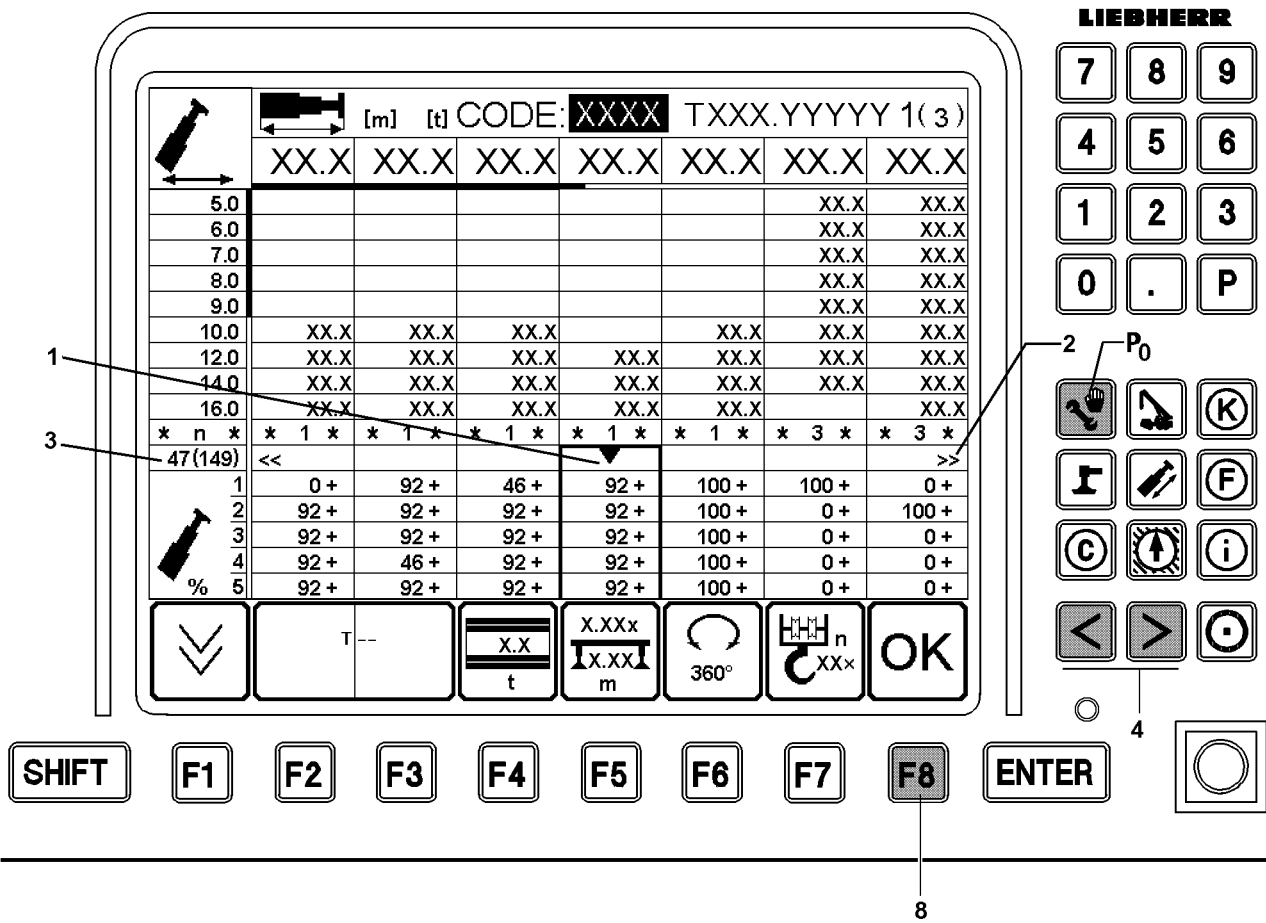 LIEBHERR
[m] [t] CODE: XXXX TXXX.YYYYY 1(3)
XX.X XX.X XX.X XX.X XX.X XX.X XX.X
5.0 XX.X XX.X
6.0 XX.X XX.X
7.0 XX.X XX.X
8.0 XX.X XX.X
9.0 XX.X XX.X
10.0 XX.X XX.X XX.X XX.X XX.X XX.X
12.0 XX.X XX.X XX.X XX.X XX.X XX.X XX.X
14.0 XX.X XX.X XX.X XX.X XX.X XX.X XX.X
16.0 XX.X XX.X XX.X XX.X XX.X XX.X
* n * * 1 * * 1 * * 1 * * 1 * * 1 * * 3 * * 3 *
47(149) << >>
1 0+ 92+ 46+ 92+ 100+ 100+ 0+
2 92+ 92+ 92+ 92+ 100+ 0+ 100+
3 92+ 92+ 92+ 92+ 100+ 0+ 0+
4 92+ 46+ 92+ 92+ 100+ 0+ 0+
% 5 92+ 92+ 92+ 92+ 100+ 0+ 0+
T --
X.X
t
X.XXx
X.XX
m
360°
n
XX×
OK
7 8 9
4 5 6
1 2 3
0 . P
1
2
P0
3
K
F
C
i
< >
4
SHIFT F1 F2 F3 F4 F5 F6 F7 F8 ENTER
8